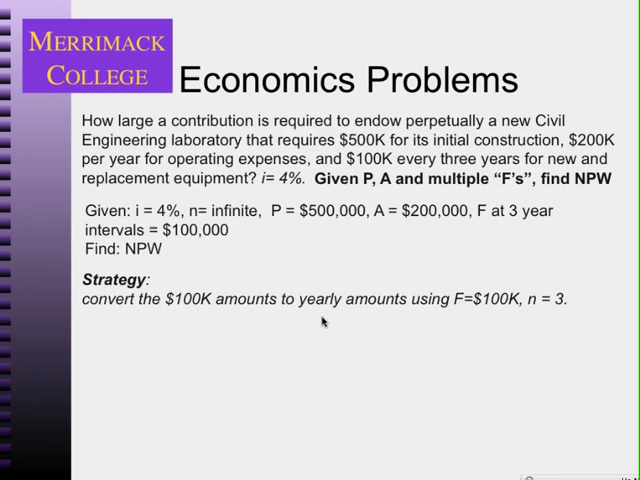 MERRIMACK
COLLEGE
Economics Problems
How large a contribution is required to endow perpetually a new Civil
Engineering laboratory that requires $500K for its initial construction, $200K
per year for operating expenses, and $100K every three years for new and
replacement equipment? i= 4%. Given P, A and multiple “F’s”, find NPW
Given: i = 4%, n= infinite, P = $500,000, A = $200,000, F at 3 year
intervals = $100,000
Find: NPW
Strategy:
convert the $100K amounts to yearly amounts using F=$100K, n = 3.